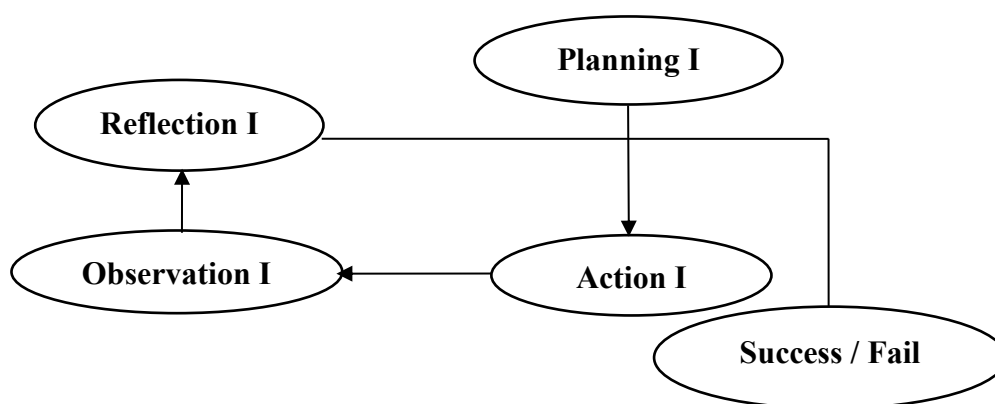 Planning I
Reflection I
Observation I
Action I
Success / Fail